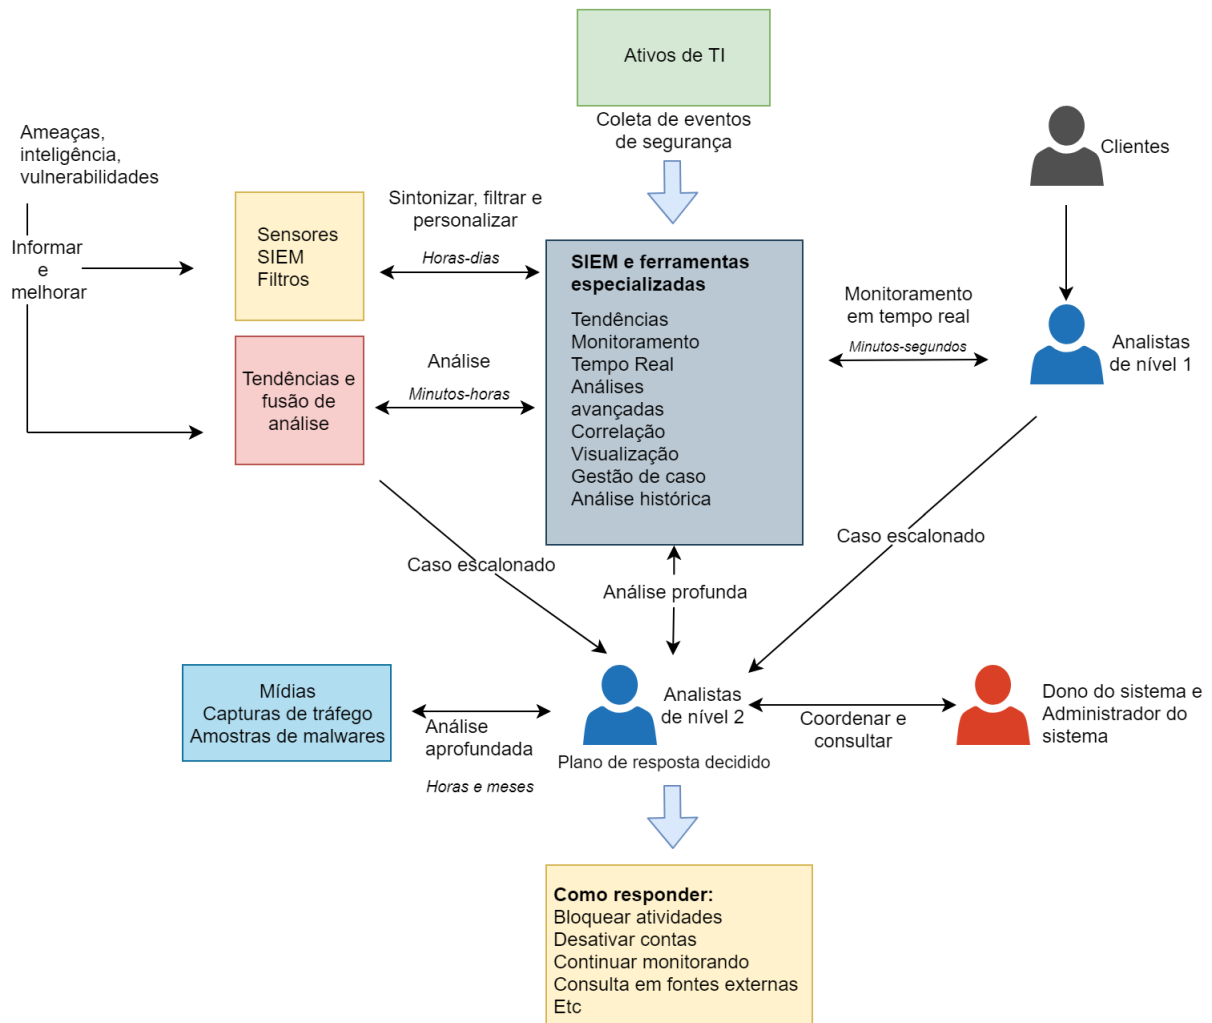 Ativos de TI
Coleta de eventos
de segurança
Ameaças,
inteligência,
vulnerabilidades
Informar
e
melhorar
Sensores
SIEM
Filtros
Sintonizar, filtrar e
personalizar
Horas-dias
Tendências e
fusão de
análise
Análise
Minutos-horas
SIEM e ferramentas
especializadas
Tendências
Monitoramento
Tempo Real
Análises
avançadas
Correlação
Visualização
Gestão de caso
Análise histórica
Monitoramento
em tempo real
Minutos-segundos
Clientes
Analistas
de nível 1
Caso escalonado
Caso escalonado
Análise profunda
Mídias
Capturas de tráfego
Amostras de malwares
Análise
aprofundada
Horas e meses
Analistas
de nível 2
Plano de resposta decidido
Coordenar e
consultar
Dono do sistema e
Administrador do
sistema
Como responder:
Bloquear atividades
Desativar contas
Continuar monitorando
Consulta em fontes externas
Etc